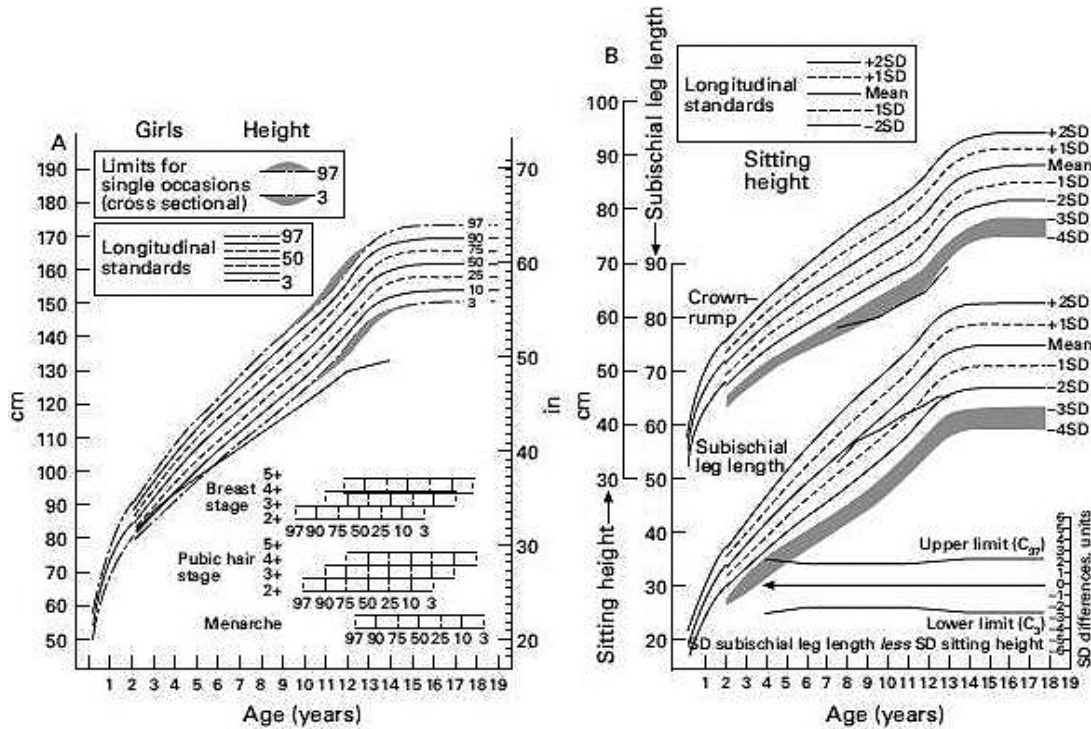 A
Girls Height
Limits for
single occasions
(cross sectional)
97
3
Longitudinal
standards
97
50
3
190
180
170
160
150
140
130
120
110
100
90
80
70
60
50
cm
70
60
50
40
30
20
in
97
90
75
50
25
10
3
Breast
stage
5+
4+
3+
2+
97 90 75 50 25 10 3
Pubic hair
stage
5+
4+
3+
2+
97 90 75 50 25 10 3
Menarche
97 90 75 50 25 10 3
1 2 3 4 5 6 7 8 9 10 11 12 13 14 15 16 17 18 19
Age (years)
B
Subischial leg length
Longitudinal
standards
+2SD
+1SD
Mean
−1SD
−2SD
Sitting
height
100
90
80
70
60
50
40
30
cm
90
80
70
60
50
40
30
20
Sitting height
Crown–
rump
+2SD
+1SD
Mean
−1SD
−2SD
−3SD
−4SD
Subischial
leg length
+2SD
+1SD
Mean
−1SD
−2SD
−3SD
−4SD
Upper limit (C97)
Lower limit (C3)
SD subischial leg length less SD sitting height
SD differences, units
1 2 3 4 5 6 7 8 9 10 11 12 13 14 15 16 17 18 19
Age (years)